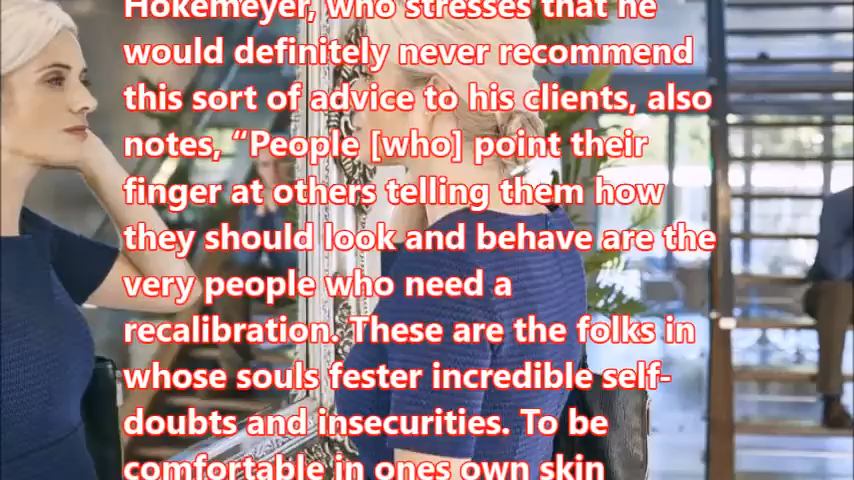 Hokemeyer, who stresses that he
would definitely never recommend
this sort of advice to his clients, also
notes, “People [who] point their
finger at others telling them how
they should look and behave are the
very people who need a
recalibration. These are the folks in
whose souls fester incredible self-
doubts and insecurities. To be
comfortable in ones own skin